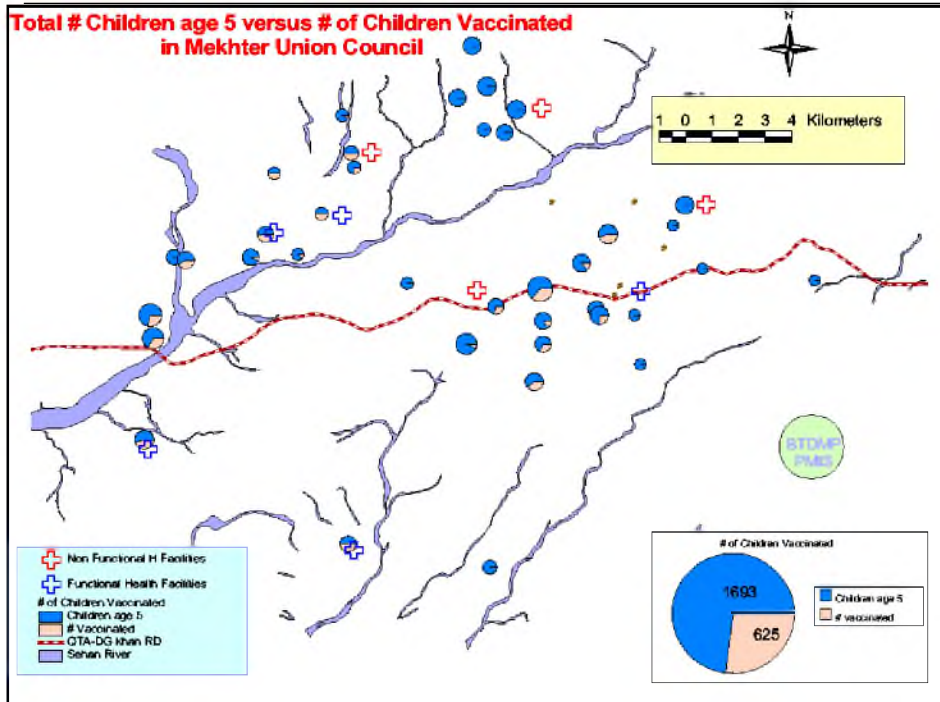 Total # Children age 5 versus # of Children Vaccinated
in Mekhter Union Council
N
1 0 1 2 3 4 Kilometers
BTDMP
PMIS
Non Functional H Facilities
Functional Health Facilities
# of Children Vaccinated
Children age 5
# Vaccinated
QTA-DG khan RD
Sehan River
# of Children Vaccinated
1693
625
Children age 5
# vaccinated